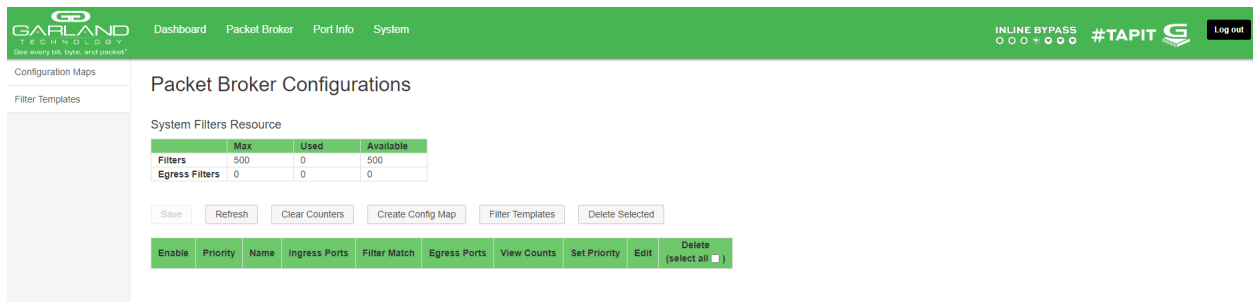 GARLAND
TECHNOLOGY
See every bit, byte, and packet™
Dashboard Packet Broker Port Info System
INLINE BYPASS
#TAPIT
Log out
Configuration Maps
Filter Templates
Packet Broker Configurations
System Filters Resource
Max Used Available
Filters 500 0 500
Egress Filters 0 0 0
Save Refresh Clear Counters Create Config Map Filter Templates Delete Selected
Enable Priority Name Ingress Ports Filter Match Egress Ports View Counts Set Priority Edit Delete
(select all )